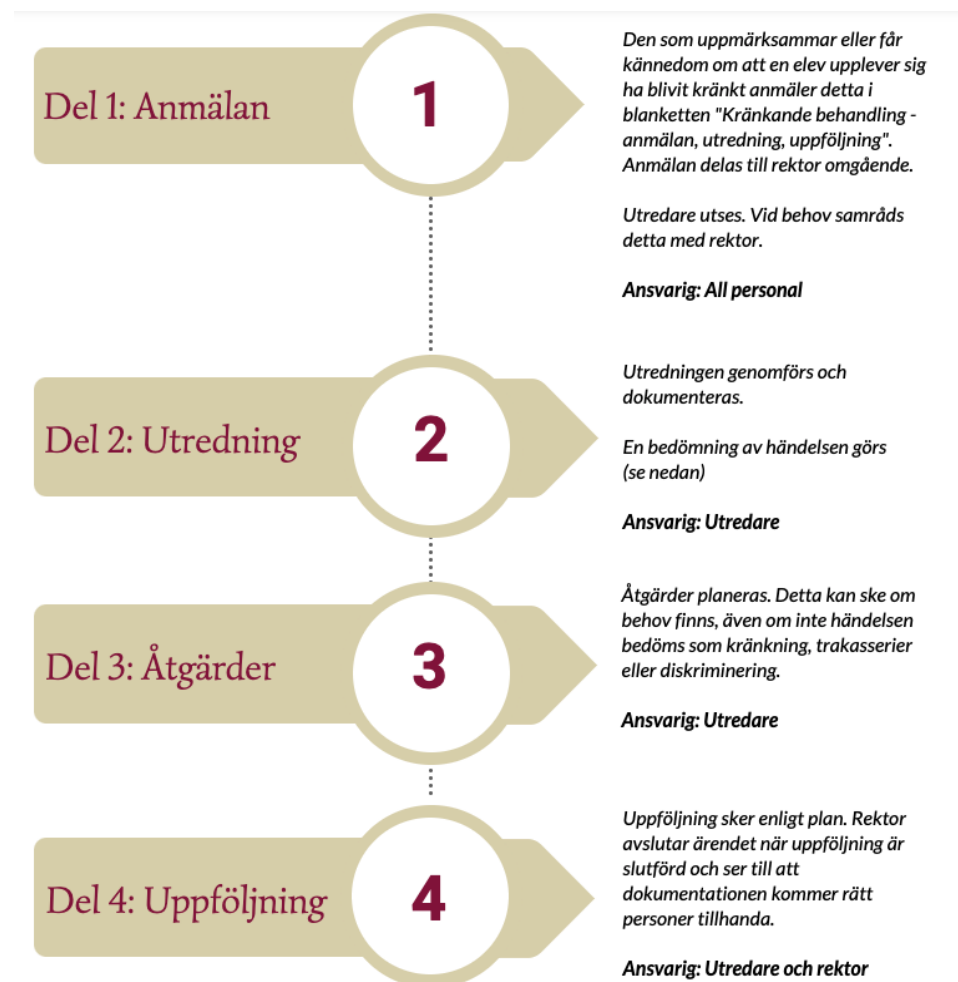 Del 1: Anmälan
1
Den som uppmärksammar eller får
kännedom om att en elev upplever sig
ha blivit kränkt anmäler detta i
blanketten "Kränkande behandling -
anmälan, utredning, uppföljning".
Anmälan delas till rektor omgående.
Utredare utses. Vid behov samråds
detta med rektor.
Ansvarig: All personal
Del 2: Utredning
2
Utredningen genomförs och
dokumenteras.
En bedömning av händelsen görs
(se nedan)
Ansvarig: Utredare
Del 3: Åtgärder
3
Åtgärder planeras. Detta kan ske om
behov finns, även om inte händelsen
bedöms som kränkning, trakasserier
eller diskriminering.
Ansvarig: Utredare
Del 4: Uppföljning
4
Uppföljning sker enligt plan. Rektor
avslutar ärendet när uppföljning är
slutförd och ser till att
dokumentationen kommer rätt
personer tillhanda.
Ansvarig: Utredare och rektor